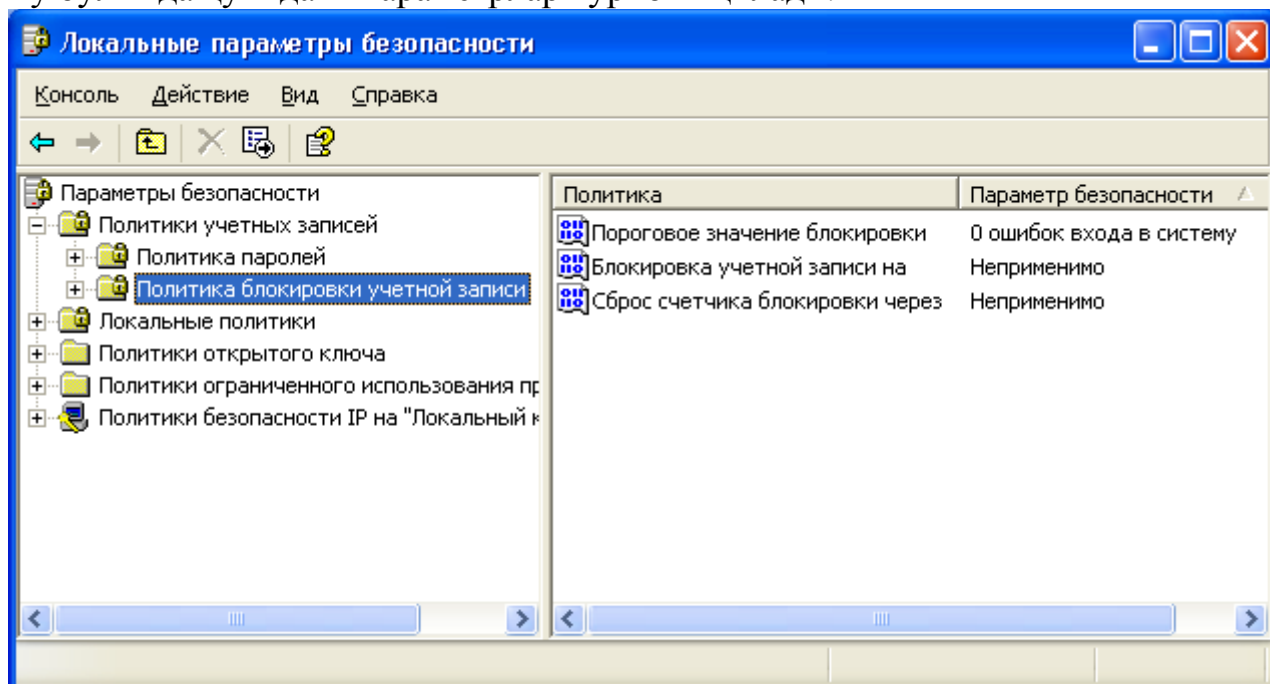 Локальные параметры безопасности
Консоль Действие Вид Справка
Параметры безопасности
Политики учетных записей
Политика паролей
Политика блокировки учетной записи
Локальные политики
Политики открытого ключа
Политики ограниченного использования пр
Политики безопасности IP на "Локальный к
Политика Параметр безопасности
Пороговое значение блокировки 0 ошибок входа в систему
Блокировка учетной записи на Неприменимо
Сброс счетчика блокировки через Неприменимо